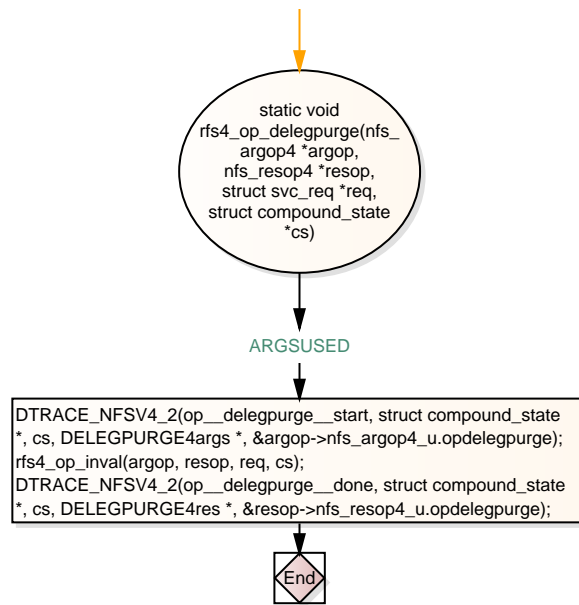 static void
rfs4_op_delegpurge(nfs_
argop4 *argop,
nfs_resop4 *resop,
struct svc_req *req,
struct compound_state
*cs)
ARGSUSED
DTRACE_NFSV4_2(op__delegpurge__start, struct compound_state
*, cs, DELEGPURGE4args *, &argop->nfs_argop4_u.opdelegpurge);
rfs4_op_inval(argop, resop, req, cs);
DTRACE_NFSV4_2(op__delegpurge__done, struct compound_state
*, cs, DELEGPURGE4res *, &resop->nfs_resop4_u.opdelegpurge);
End